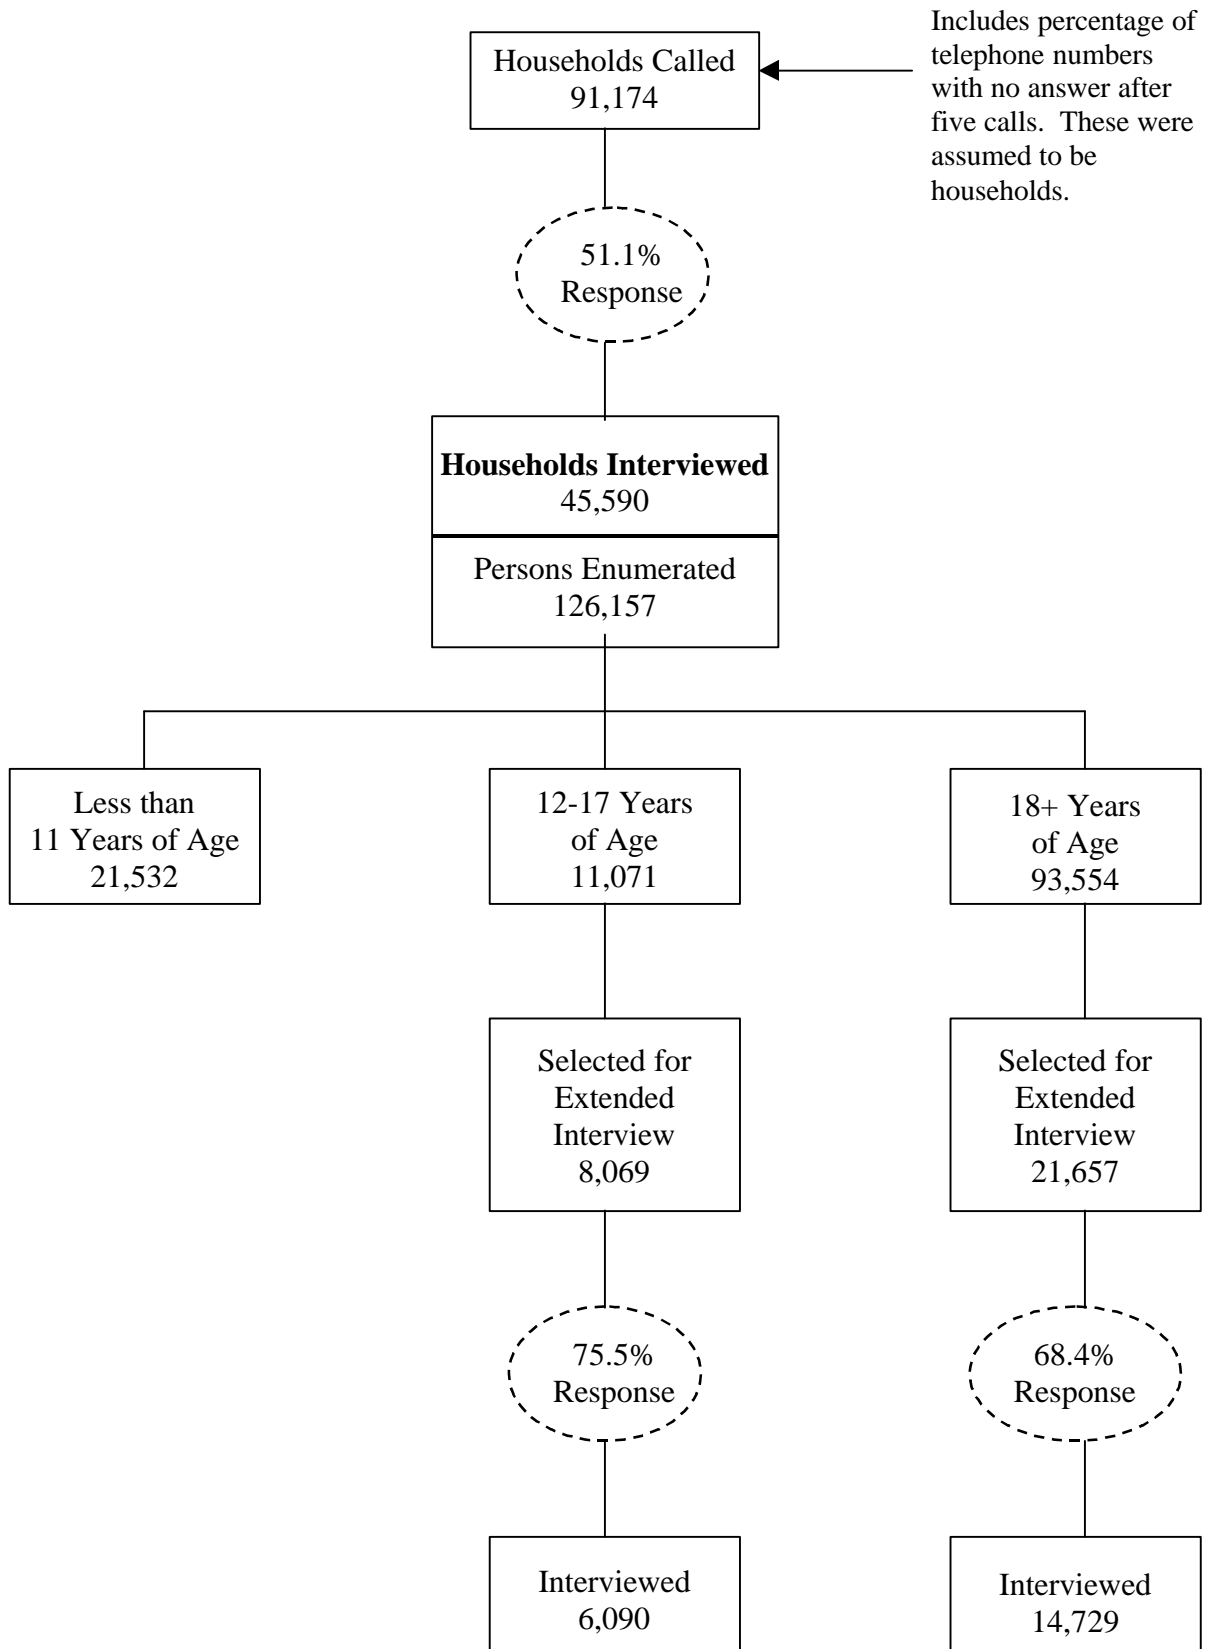 Includes percentage of
telephone numbers
with no answer after
five calls. These were
assumed to be
households.
Households Called
91,174
51.1%
Response
Households Interviewed
45,590
Persons Enumerated
126,157
Less than
11 Years of Age
21,532
12-17 Years
of Age
11,071
18+ Years
of Age
93,554
Selected for
Extended
Interview
8,069
Selected for
Extended
Interview
21,657
75.5%
Response
68.4%
Response
Interviewed
6,090
Interviewed
14,729